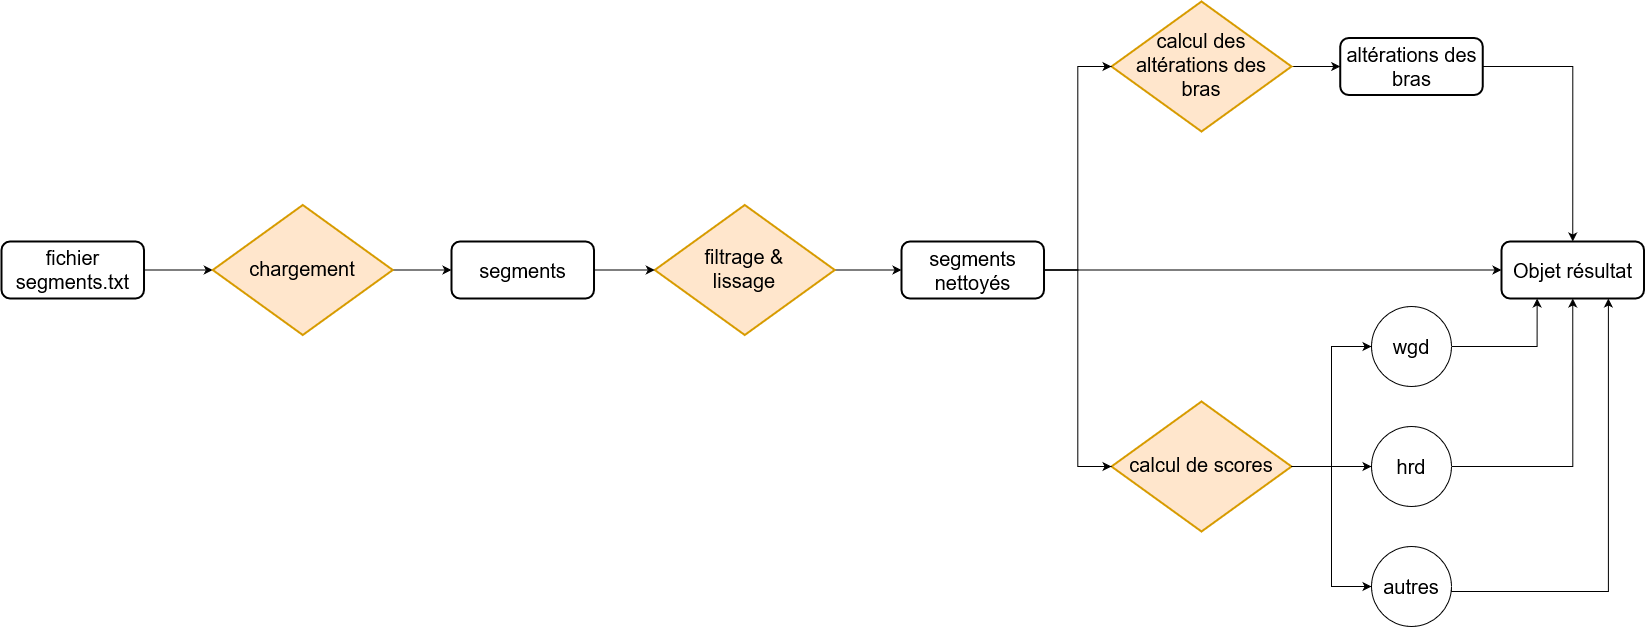 fichier
segments.txt
chargement
segments
filtrage &
lissage
segments
nettoyés
calcul des
altérations des
bras
altérations des
bras
Objet résultat
calcul de scores
wgd
hrd
autres